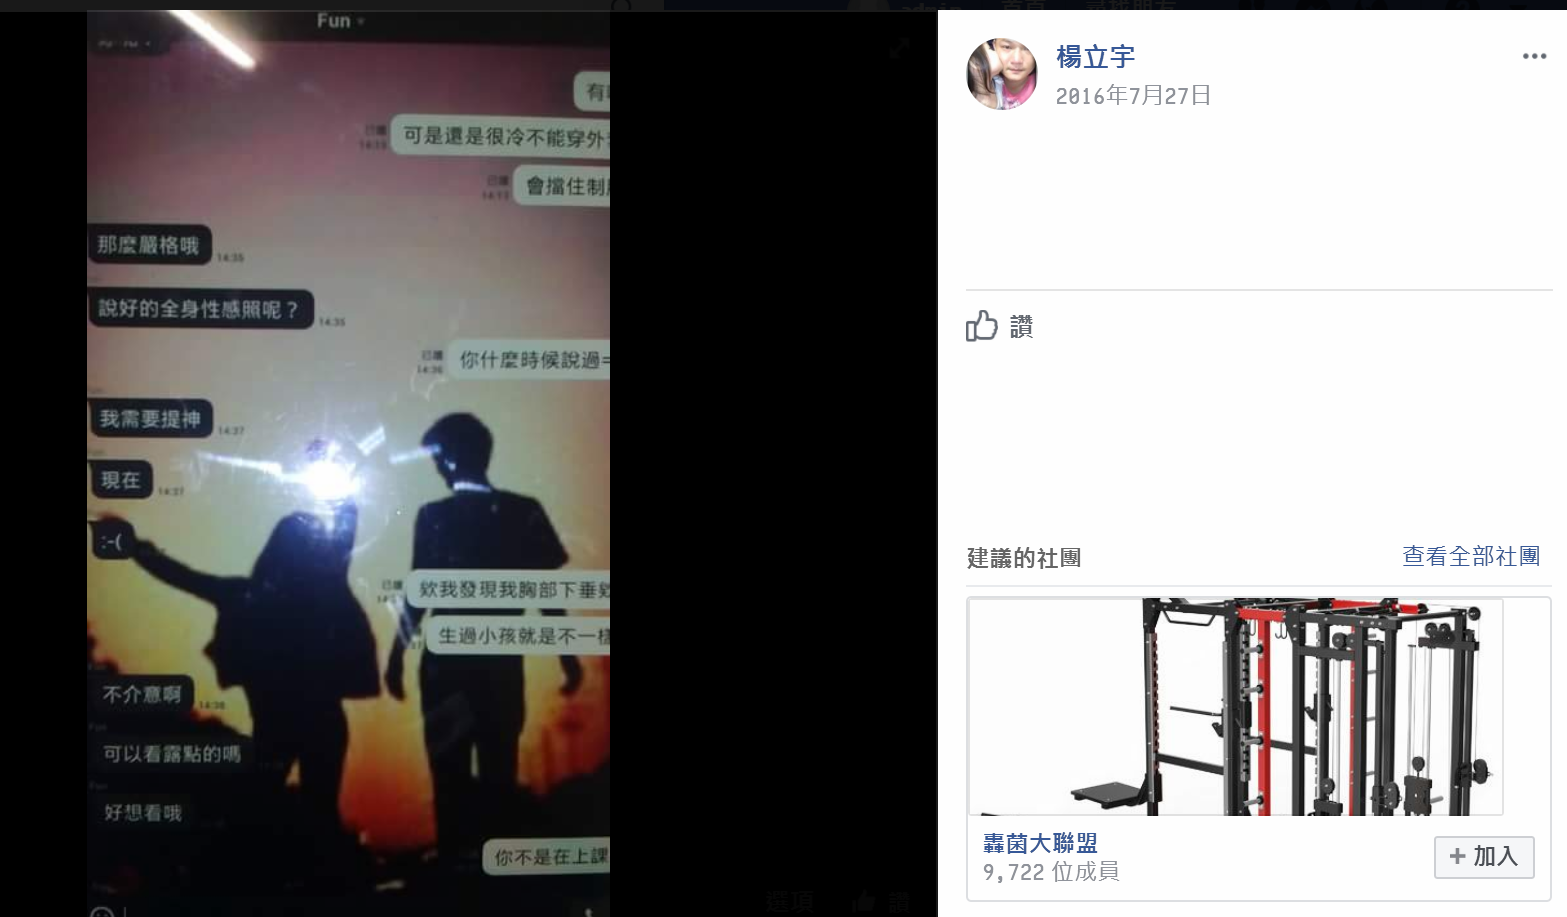 Fun
有
可是還是很冷不能穿外
已讀
14:13
會擋住制
已讀
14:13
那麼嚴格哦
14:35
說好的全身性感照呢？
14:35
你什麼時候說過=
已讀
14:36
我需要提神
14:37
現在
14:37
:-(
欸我發現我胸部下垂欸
已讀
生過小孩就是不一樣
不介意啊
14:38
可以看露點的嗎
好想看哦
你不是在上課
選項
讚
楊立宇
2016年7月27日
讚
建議的社團
查看全部社團
轟菌大聯盟
9,722 位成員
+ 加入